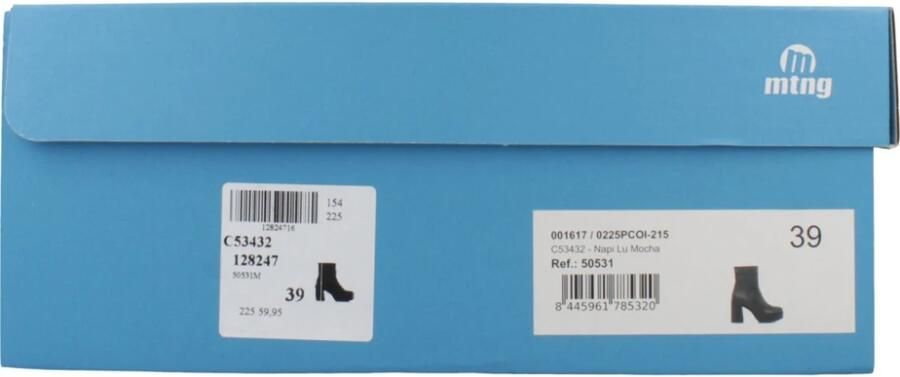 mtng
154
225
12824716
C53432
128247
50531M
39
225 59,95
001617 / 0225PCOI-215
C53432 - Napi Lu Mocha
Ref.: 50531
39
8 445961 785320